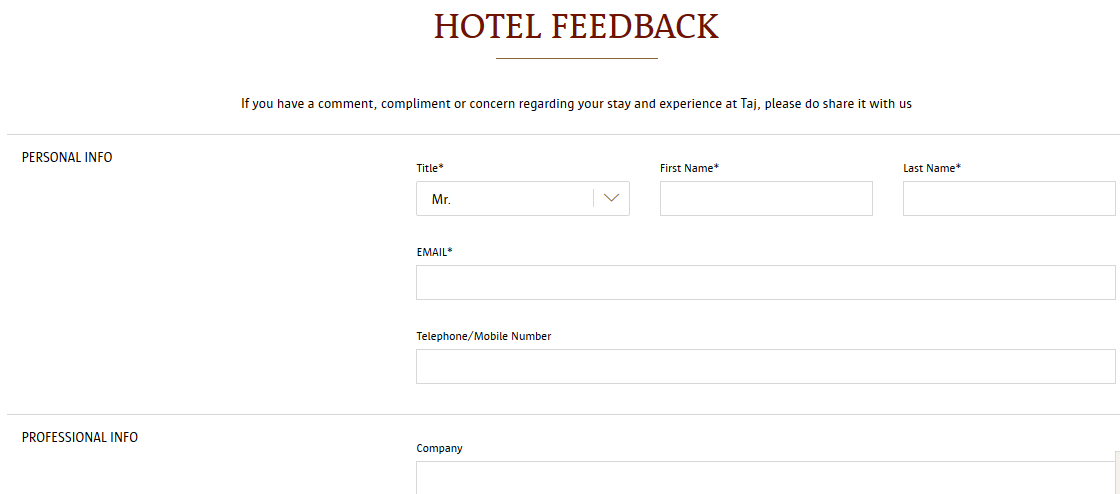 HOTEL FEEDBACK
If you have a comment, compliment or concern regarding your stay and experience at Taj, please do share it with us
PERSONAL INFO
Title* First Name* Last Name*
Mr.
EMAIL*
Telephone/Mobile Number
PROFESSIONAL INFO
Company